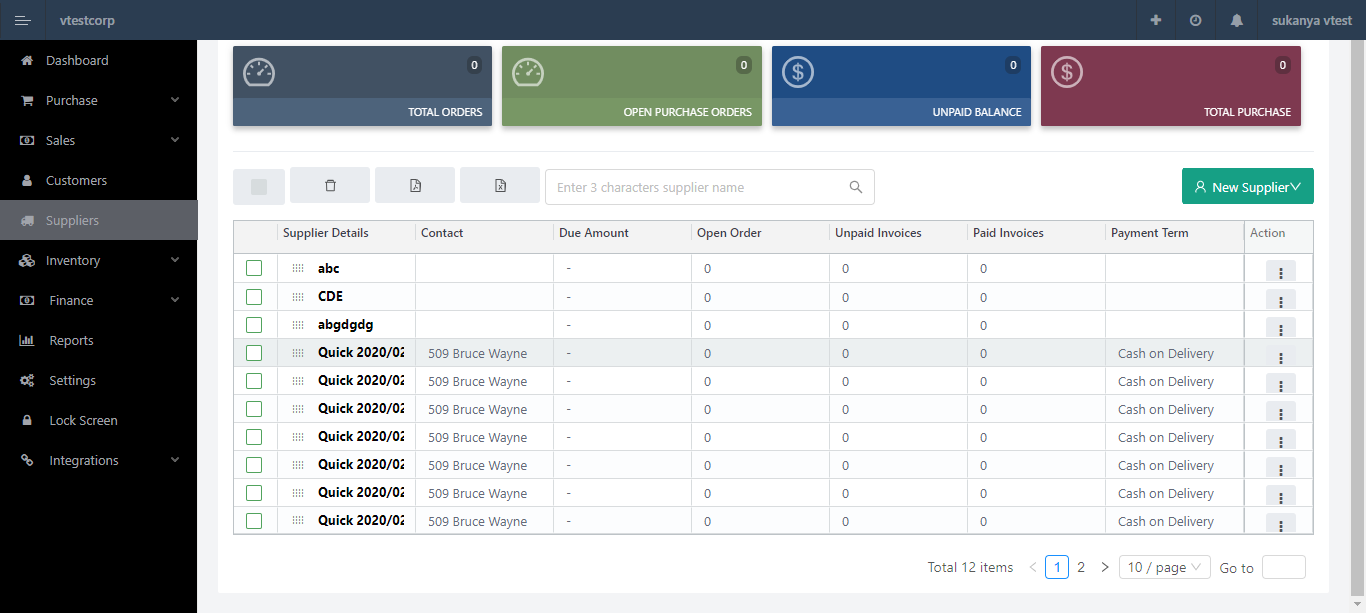 vtestcorp
sukanya vtest
Dashboard
Purchase
Sales
Customers
Suppliers
Inventory
Finance
Reports
Settings
Lock Screen
Integrations
0
TOTAL ORDERS
0
OPEN PURCHASE ORDERS
0
UNPAID BALANCE
0
TOTAL PURCHASE
Enter 3 characters supplier name
New Supplier
Supplier Details Contact Due Amount Open Order Unpaid Invoices Paid Invoices Payment Term Action
abc - 0 0 0
CDE - 0 0 0
abgdgdg - 0 0 0
Quick 2020/02 509 Bruce Wayne - 0 0 0 Cash on Delivery
Quick 2020/02 509 Bruce Wayne - 0 0 0 Cash on Delivery
Quick 2020/02 509 Bruce Wayne - 0 0 0 Cash on Delivery
Quick 2020/02 509 Bruce Wayne - 0 0 0 Cash on Delivery
Quick 2020/02 509 Bruce Wayne - 0 0 0 Cash on Delivery
Quick 2020/02 509 Bruce Wayne - 0 0 0 Cash on Delivery
Quick 2020/02 509 Bruce Wayne - 0 0 0 Cash on Delivery
Total 12 items < 1 2 > 10 / page Go to